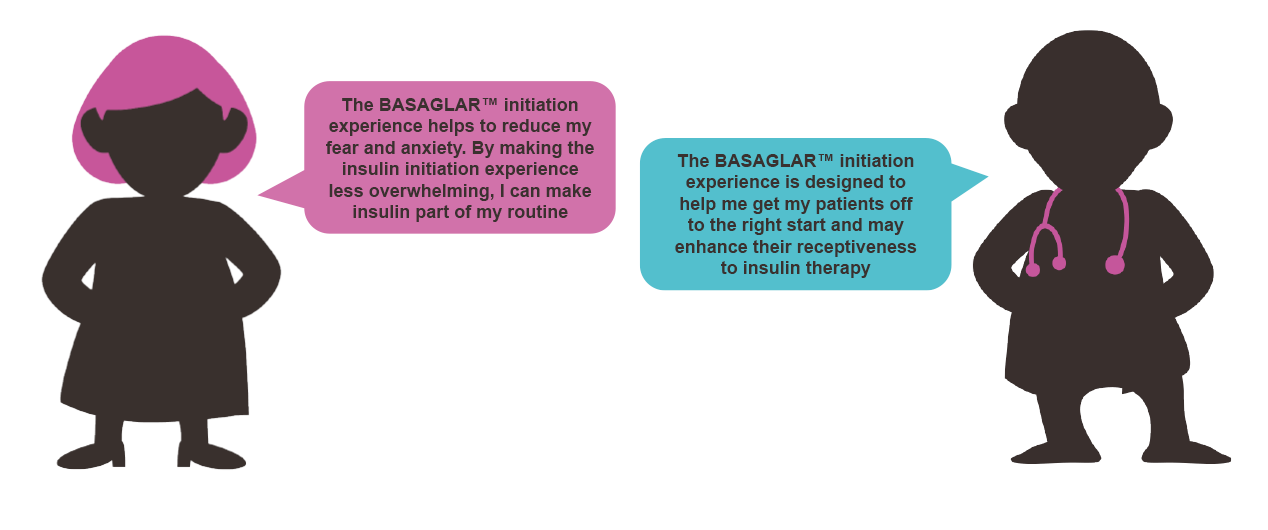 The BASAGLAR™ initiation
experience helps to reduce my
fear and anxiety. By making the
insulin initiation experience
less overwhelming, I can make
insulin part of my routine
The BASAGLAR™ initiation
experience is designed to
help me get my patients off
to the right start and may
enhance their receptiveness
to insulin therapy